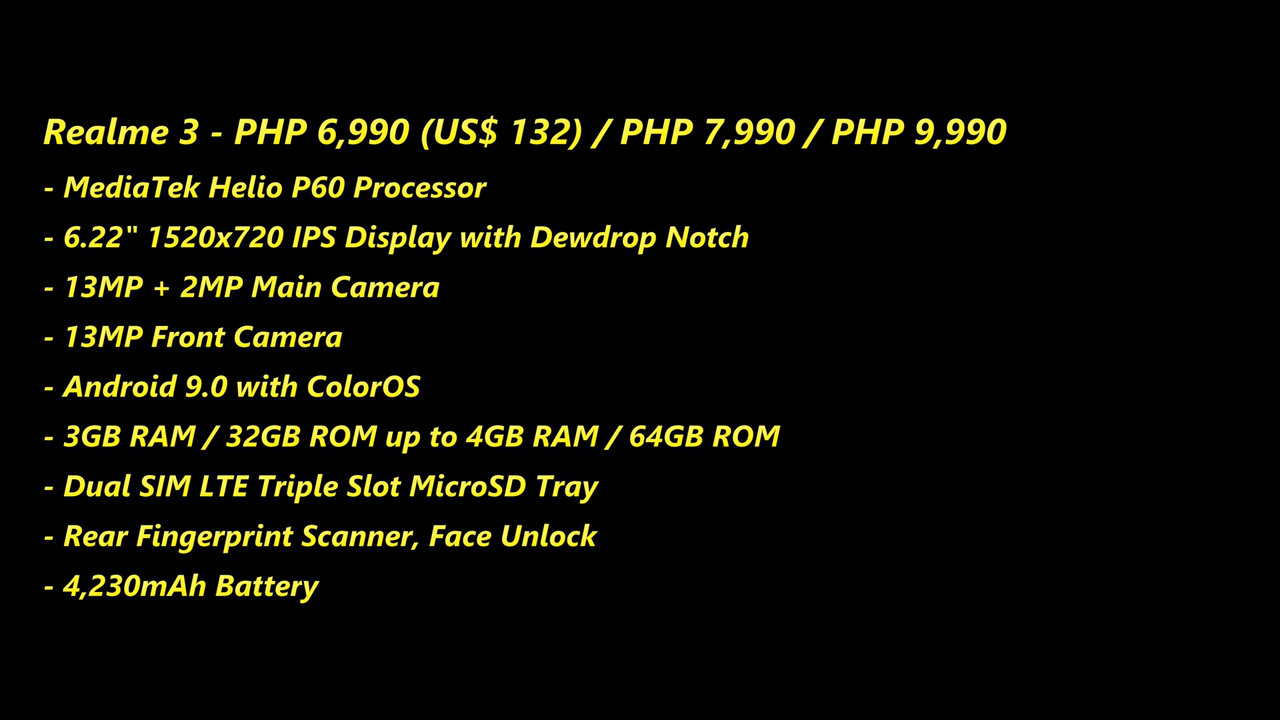 Realme 3 - PHP 6,990 (US$ 132) / PHP 7,990 / PHP 9,990
- MediaTek Helio P60 Processor
- 6.22" 1520x720 IPS Display with Dewdrop Notch
- 13MP + 2MP Main Camera
- 13MP Front Camera
- Android 9.0 with ColorOS
- 3GB RAM / 32GB ROM up to 4GB RAM / 64GB ROM
- Dual SIM LTE Triple Slot MicroSD Tray
- Rear Fingerprint Scanner, Face Unlock
- 4,230mAh Battery